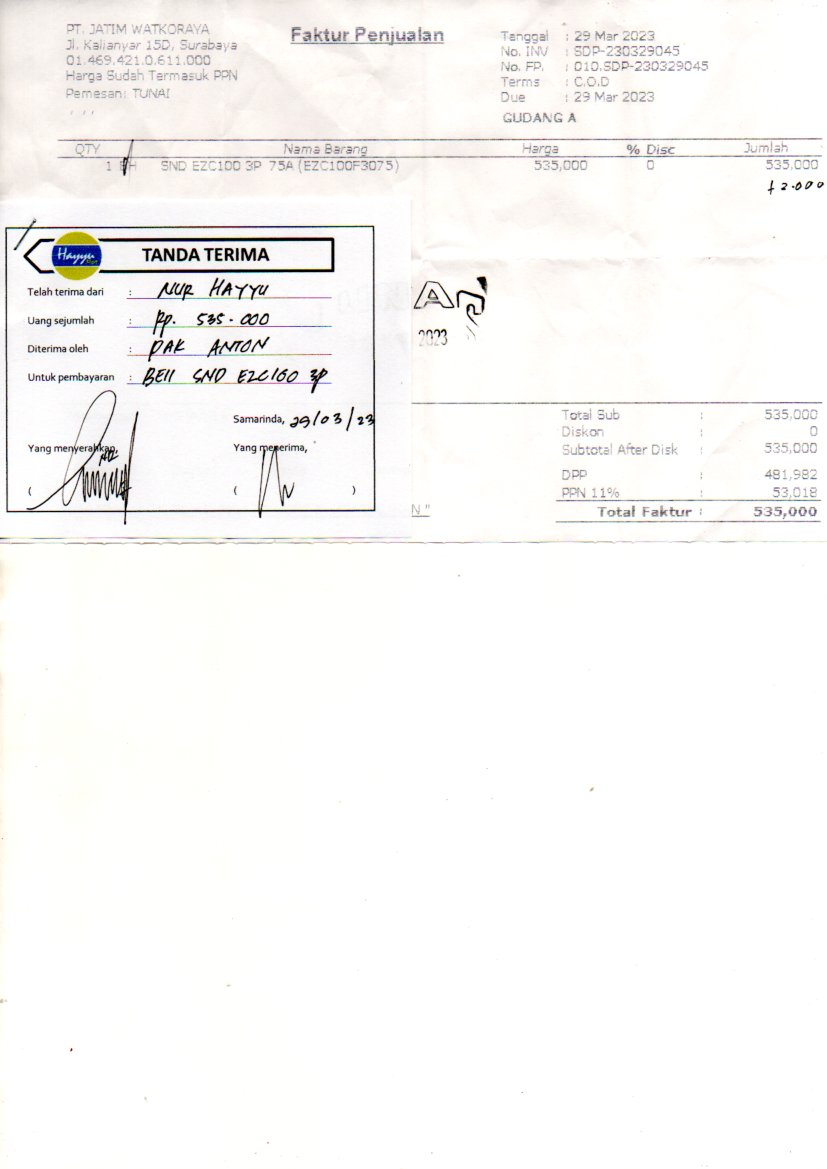 PT. JATIM WATKORAYA
Jl. Kalianyar 15D, Surabaya
01.469.421.0.611.000
Harga Sudah Termasuk PPN
Pemesan: TUNAI
, , ,
Faktur Penjualan
Tanggal : 29 Mar 2023
No. INV : SDP-230329045
No. FP. : 010.SDP-230329045
Terms : C.O.D
Due : 29 Mar 2023
GUDANG A
QTY Nama Barang Harga % Disc Jumlah
1 BH SND EZC100 3P 75A (EZC100F3075) 535,000 0 535,000
2.000
Hayyu
TANDA TERIMA
Telah terima dari : NUR HAYYU
Uang sejumlah : Rp. 535.000
Diterima oleh : PAK ANTON
Untuk pembayaran : BELI SND EZC100 3P
Samarinda, 29/03/23
Yang menyerahkan, Yang menerima,
( ( )
A
2023
N "
Total Sub : 535,000
Diskon : 0
Subtotal After Disk : 535,000
DPP : 481,982
PPN 11% : 53,018
Total Faktur : 535,000